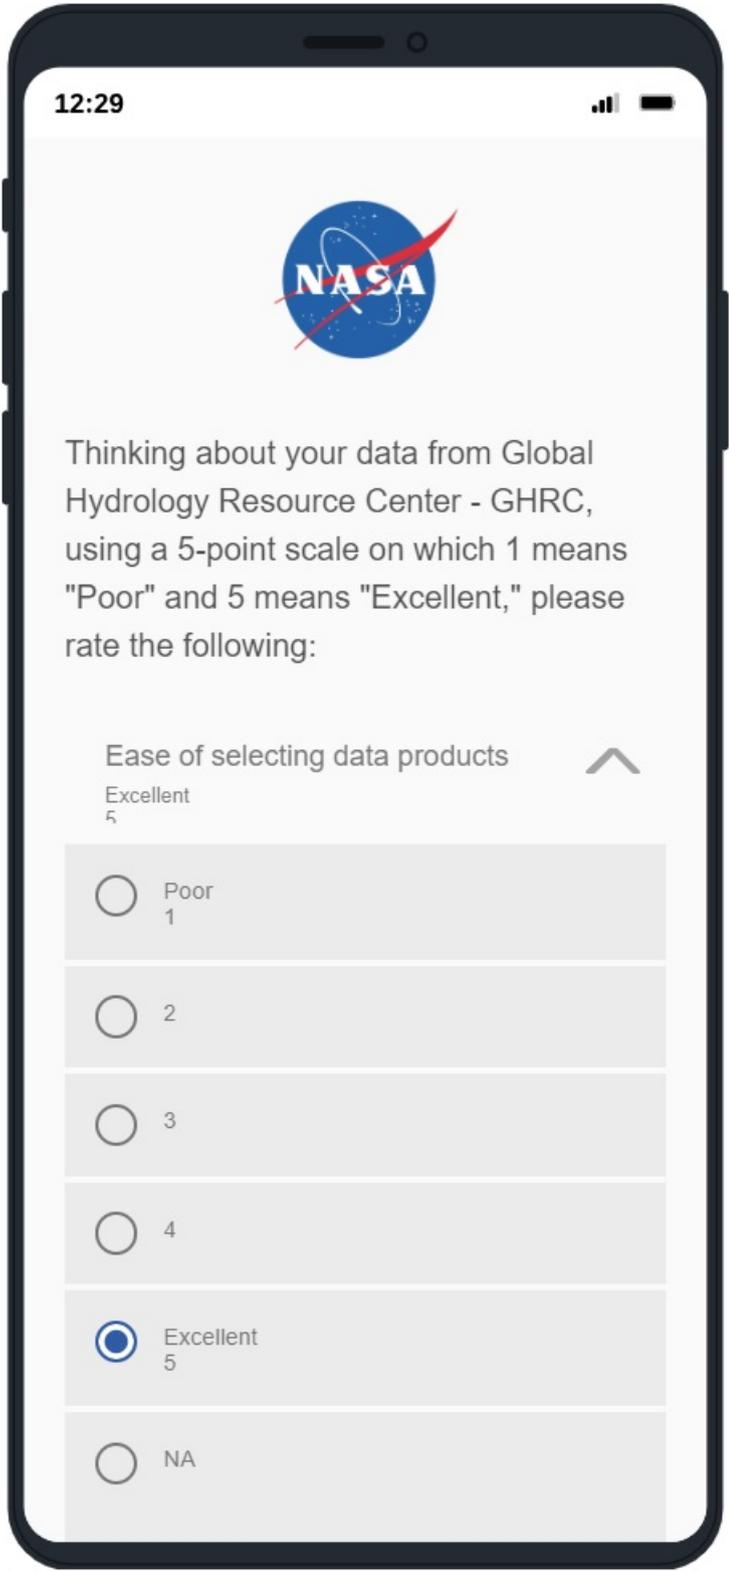 12:29
NASA
Thinking about your data from Global
Hydrology Resource Center - GHRC,
using a 5-point scale on which 1 means
"Poor" and 5 means "Excellent," please
rate the following:
Ease of selecting data products
Excellent
5
Poor
1
2
3
4
Excellent
5
NA